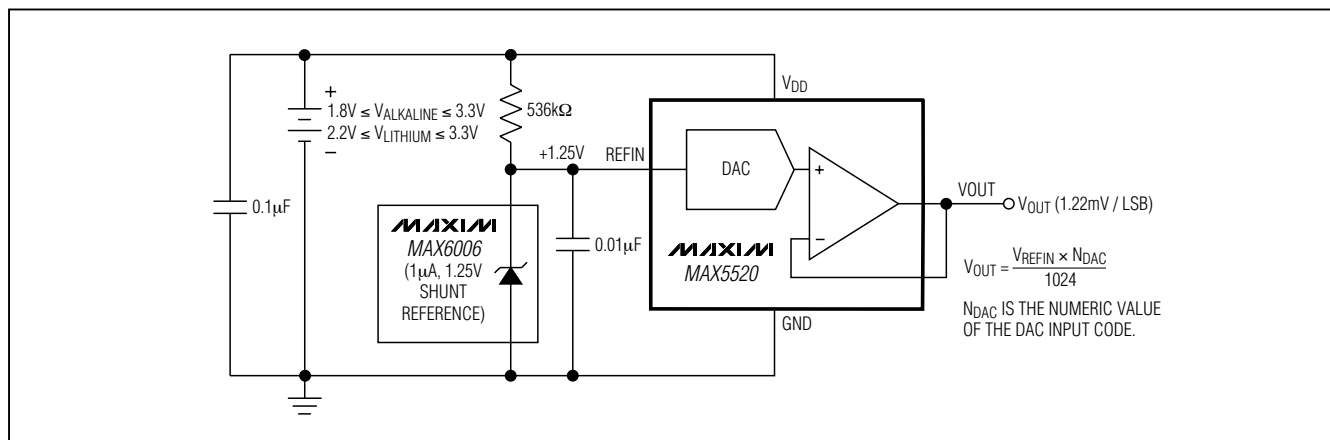 +
1.8V ≤ VALKALINE ≤ 3.3V
2.2V ≤ VLITHIUM ≤ 3.3V
−
0.1μF
536kΩ
+1.25V
REFIN
MAXIM
MAX6006
(1μA, 1.25V
SHUNT
REFERENCE)
0.01μF
VDD
DAC
+
−
MAXIM
MAX5520
GND
VOUT
VOUT (1.22mV / LSB)
VOUT = VREFIN × NDAC
1024
NDAC IS THE NUMERIC VALUE
OF THE DAC INPUT CODE.